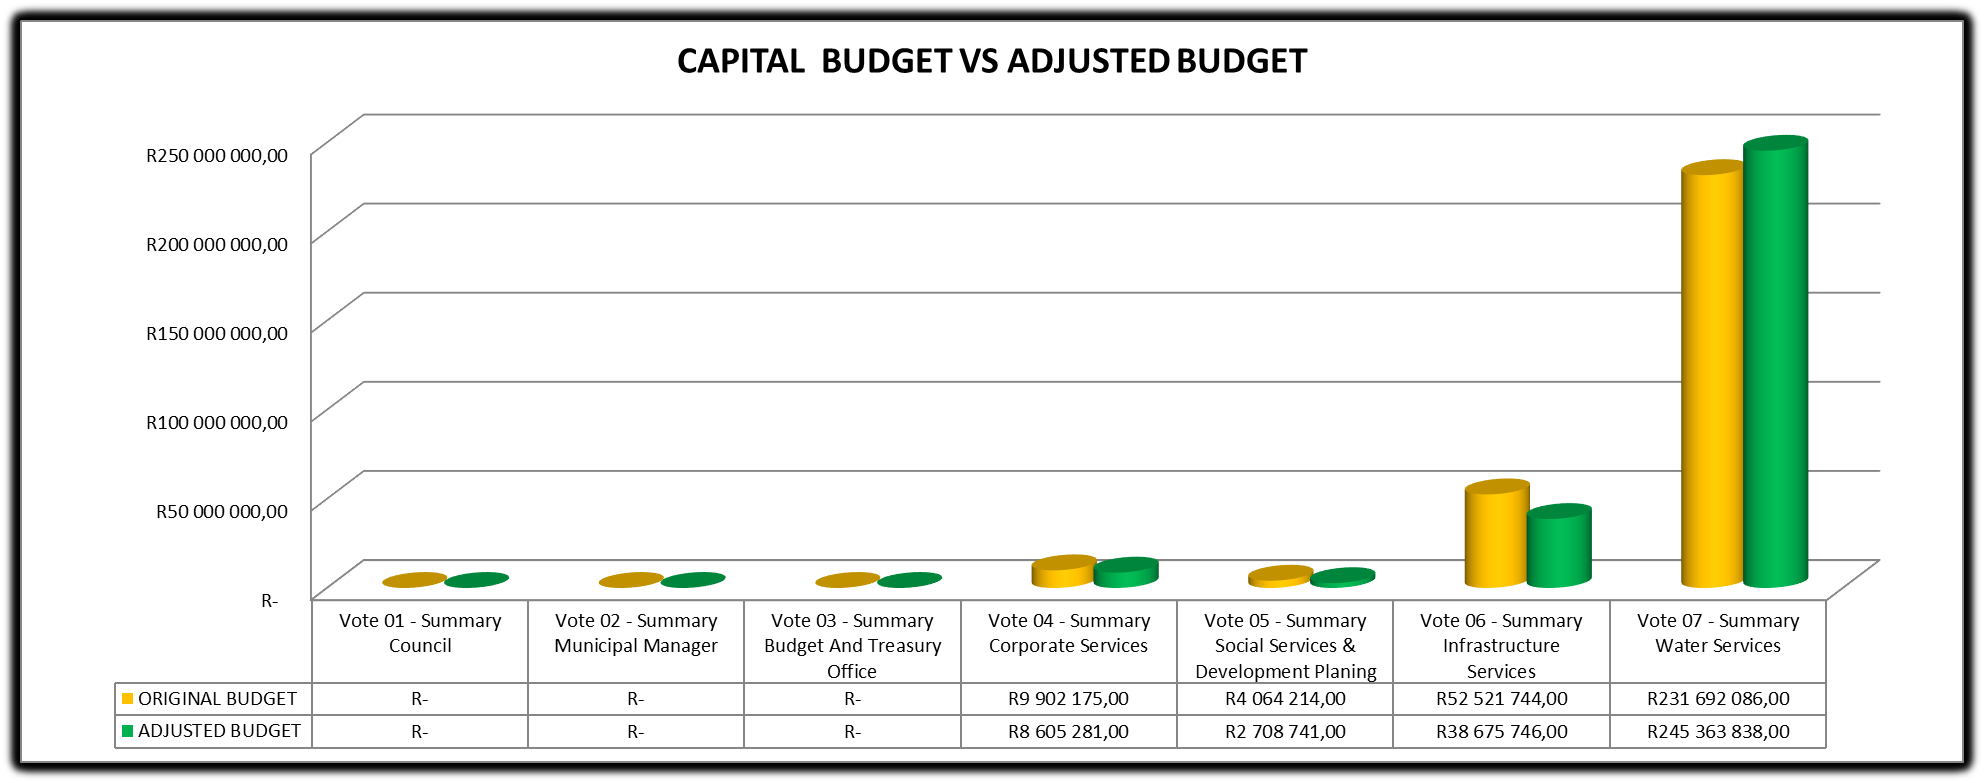 CAPITAL BUDGET VS ADJUSTED BUDGET
R250 000 000,00
R200 000 000,00
R150 000 000,00
R100 000 000,00
R50 000 000,00
R-
Vote 01 - Summary
Council
Vote 02 - Summary
Municipal Manager
Vote 03 - Summary
Budget And Treasury
Office
Vote 04 - Summary
Corporate Services
Vote 05 - Summary
Social Services &
Development Planing
Vote 06 - Summary
Infrastructure
Services
Vote 07 - Summary
Water Services
ORIGINAL BUDGET R- R- R- R9 902 175,00 R4 064 214,00 R52 521 744,00 R231 692 086,00
ADJUSTED BUDGET R- R- R- R8 605 281,00 R2 708 741,00 R38 675 746,00 R245 363 838,00